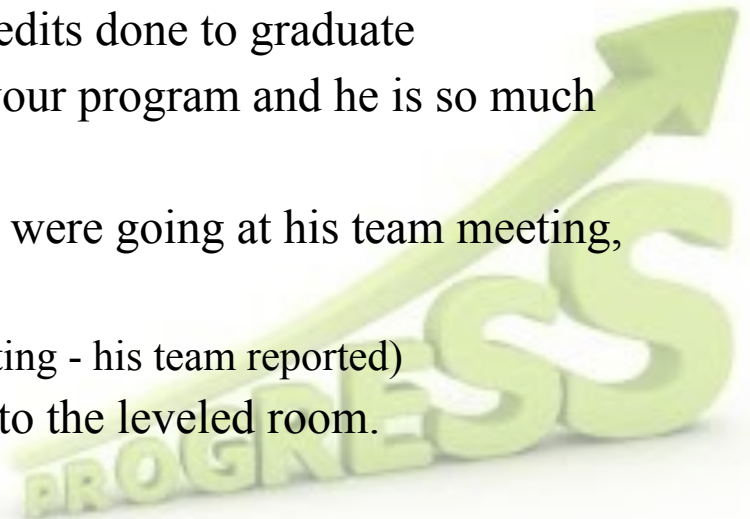 edits done to graduate
your program and he is so much
were going at his team meeting,
ting - his team reported)
to the leveled room.
PROGRESS